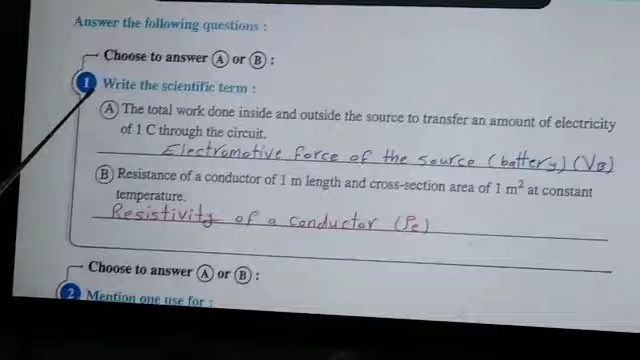 Answer the following questions :
Choose to answer A or B :
1 Write the scientific term :
A The total work done inside and outside the source to transfer an amount of electricity
of 1 C through the circuit.
Electromotive force of the source (battery) (VB)
B Resistance of a conductor of 1 m length and cross-section area of 1 m² at constant
temperature.
Resistivity of a conductor (ρe)
Choose to answer A or B :
2 Mention one use for :